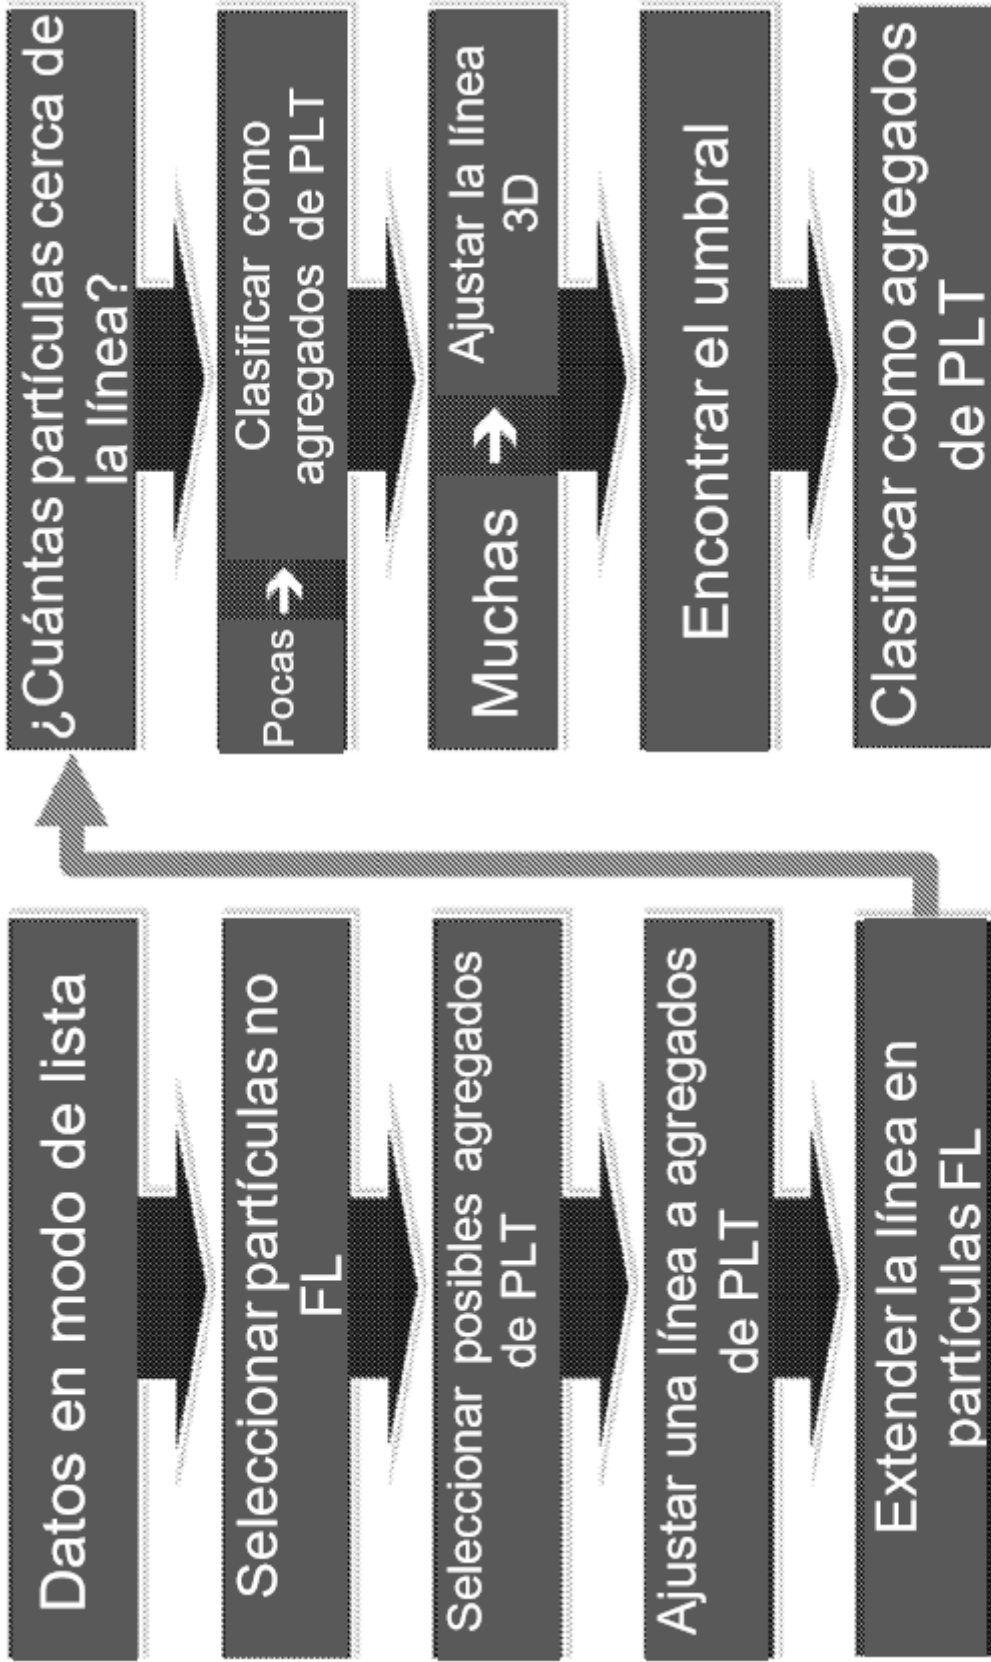 Datos en modo de lista
Seleccionar partículas no
FL
Seleccionar posibles agregados
de PLT
Ajustar una línea a agregados
de PLT
Extender la línea en
partículas FL
¿Cuántas partículas cerca de
la línea?
Pocas → Clasificar como
agregados de PLT
Muchas → Ajustar la línea
3D
Encontrar el umbral
Clasificar como agregados
de PLT